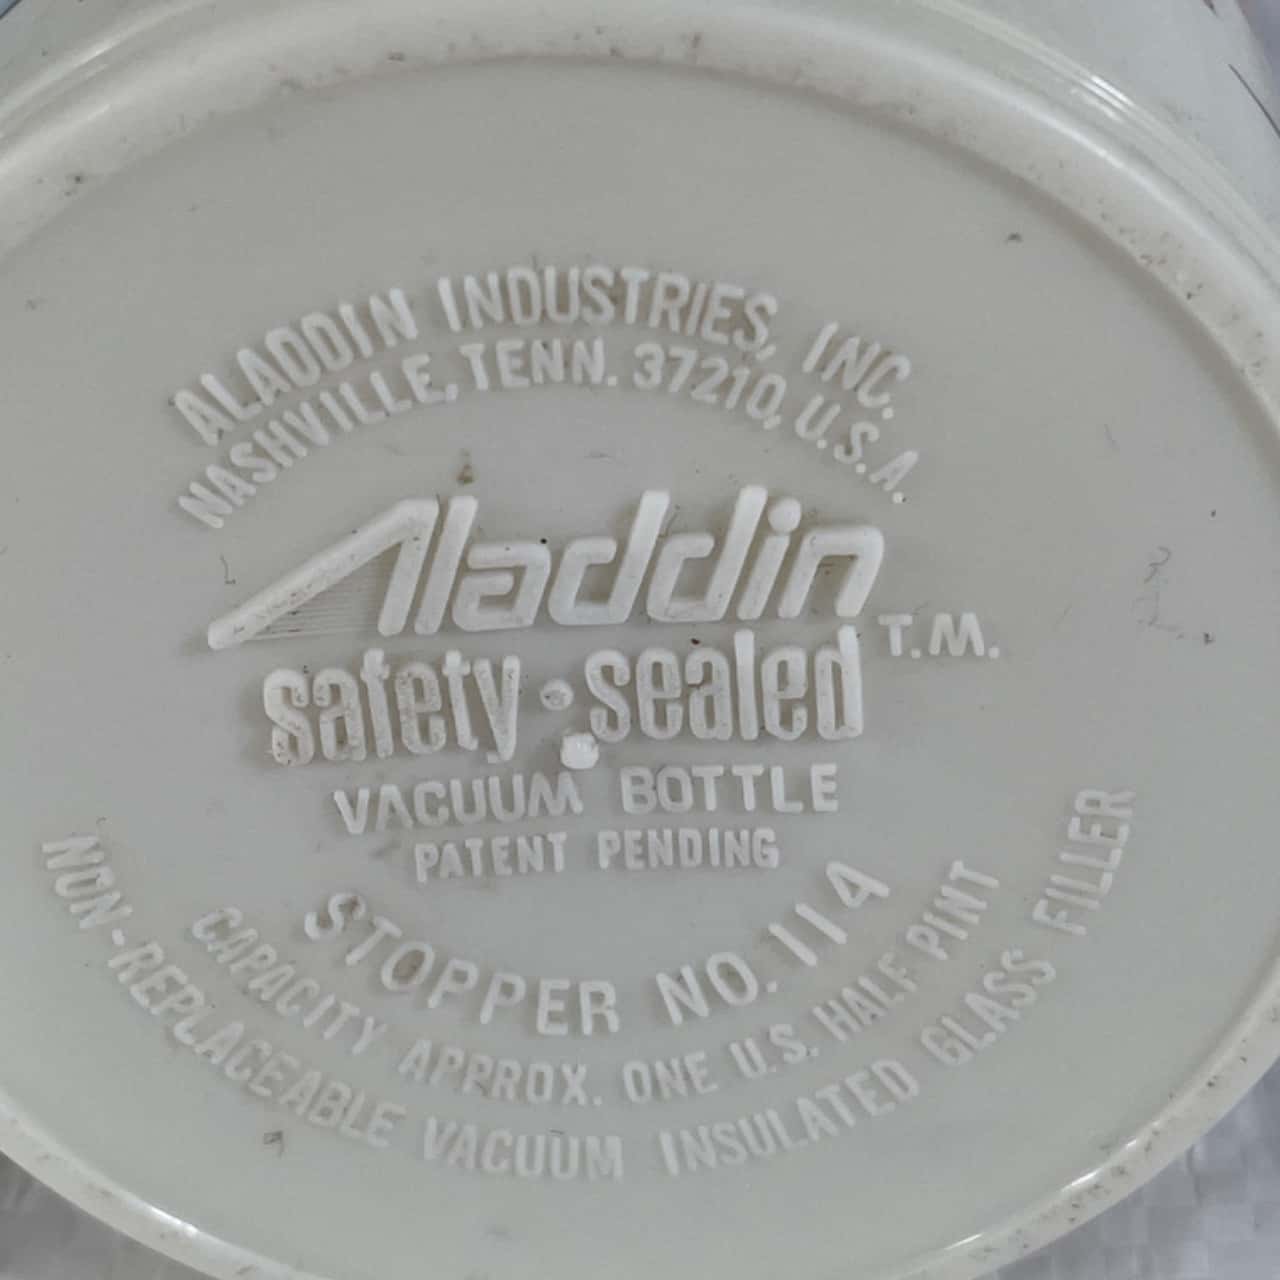 ALADDIN INDUSTRIES, INC.
NASHVILLE, TENN. 37210, U.S.A.
Aladdin
safety·sealed T.M.
VACUUM BOTTLE
PATENT PENDING
STOPPER NO. 114
CAPACITY APPROX. ONE U.S. HALF PINT
NON-REPLACEABLE VACUUM INSULATED GLASS FILLER